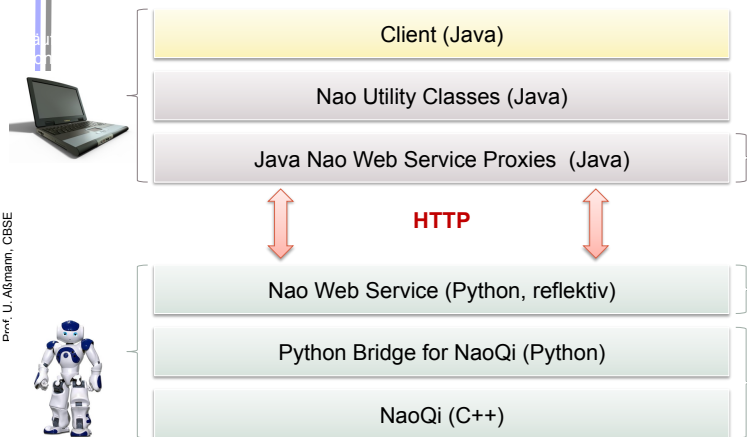 Client (Java)
Nao Utility Classes (Java)
Java Nao Web Service Proxies (Java)
HTTP
Nao Web Service (Python, reflektiv)
Python Bridge for NaoQi (Python)
NaoQi (C++)
Prof. U. Aßmann, CBSE